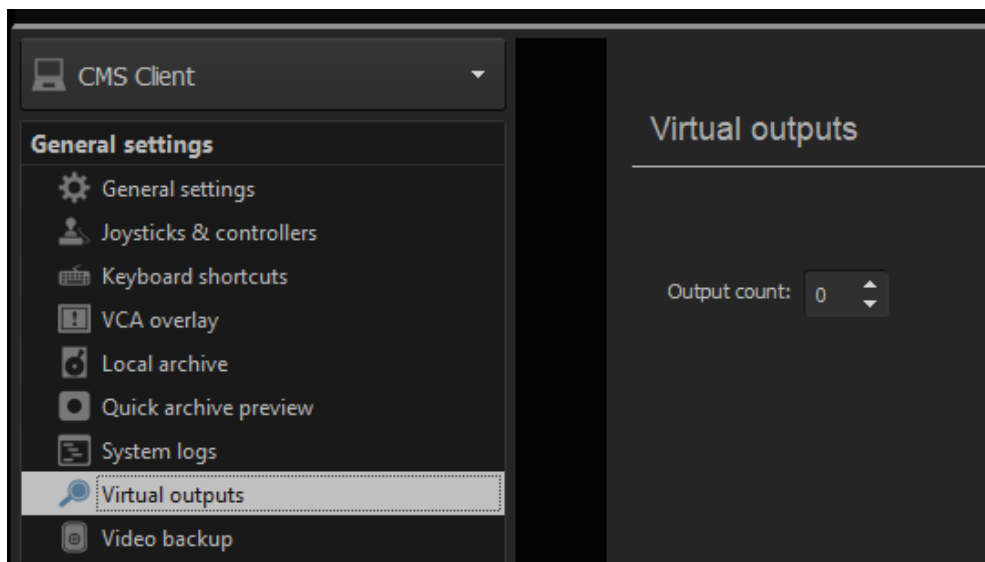 CMS Client
General settings
General settings
Joysticks & controllers
Keyboard shortcuts
VCA overlay
Local archive
Quick archive preview
System logs
Virtual outputs
Video backup
Virtual outputs
Output count: 0